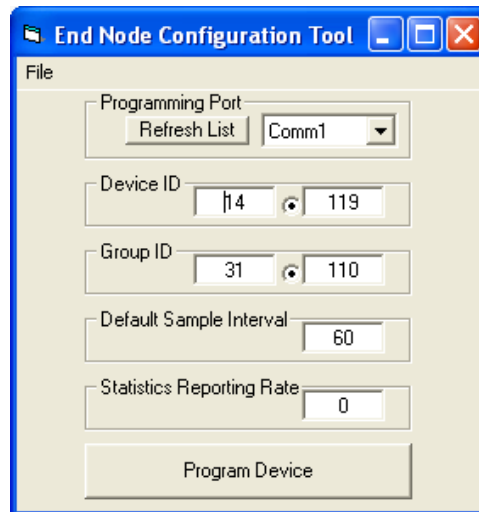 End Node Configuration Tool
File
Programming Port
Refresh List Comm1
Device ID
14 119
Group ID
31 110
Default Sample Interval
60
Statistics Reporting Rate
0
Program Device